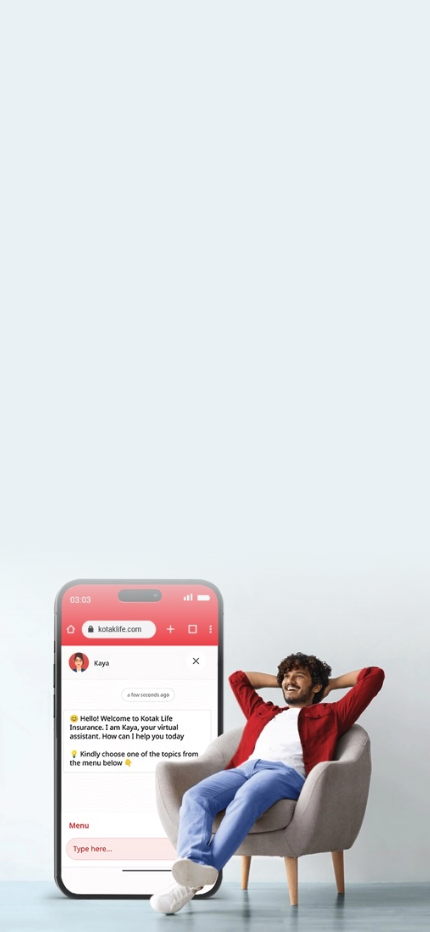 03:03
kotaklife.com
Kaya
a few seconds ago
😊 Hello! Welcome to Kotak Life
Insurance. I am Kaya, your virtual
assistant. How can I help you today
💡 Kindly choose one of the topics from
the menu below 👇
Menu
Type here...